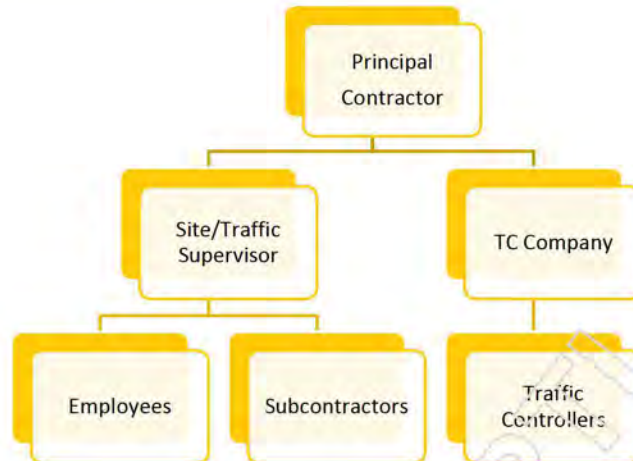 Principal
Contractor
Site/Traffic
Supervisor
TC Company
Employees
Subcontractors
Traffic
Controllers